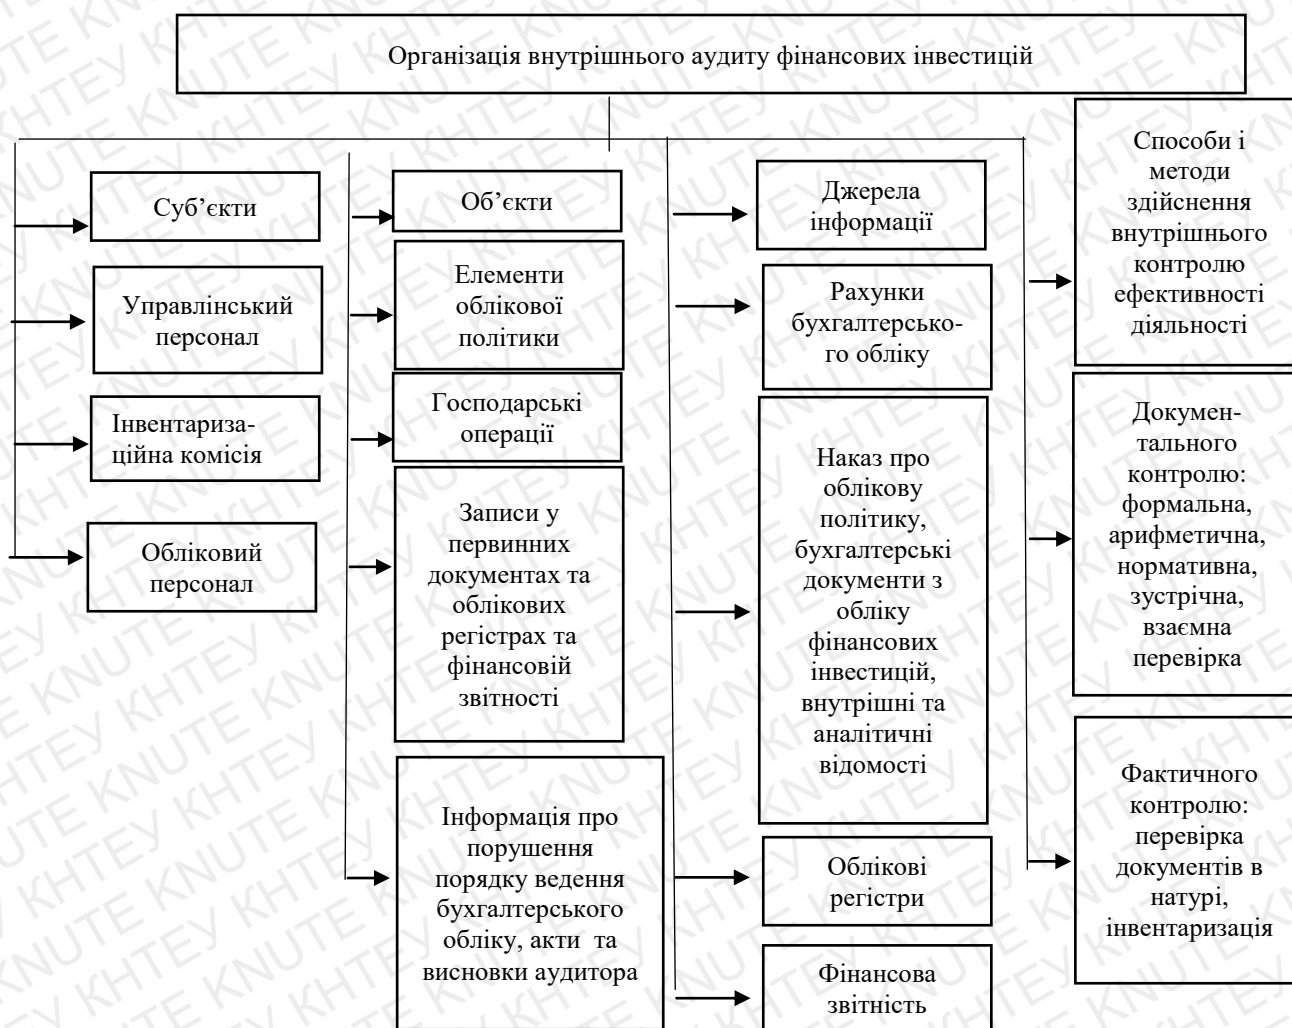 Організація внутрішнього аудиту фінансових інвестицій
Суб’єкти
Управлінський
персонал
Інвентариза-
ційна комісія
Обліковий
персонал
Об’єкти
Елементи
облікової
політики
Господарські
операції
Записи у
первинних
документах та
облікових
регістрах та
фінансовій
звітності
Інформація про
порушення
порядку ведення
бухгалтерського
обліку, акти та
висновки аудитора
Джерела
інформації
Рахунки
бухгалтерсько-
го обліку
Наказ про
облікову
політику,
бухгалтерські
документи з
обліку
фінансових
інвестицій,
внутрішні та
аналітичні
відомості
Облікові
регістри
Фінансова
звітність
Способи і
методи
здійснення
внутрішнього
контролю
ефективності
діяльності
Докумен-
тального
контролю:
формальна,
арифметична,
нормативна,
зустрічна,
взаємна
перевірка
Фактичного
контролю:
перевірка
документів в
натурі,
інвентаризація